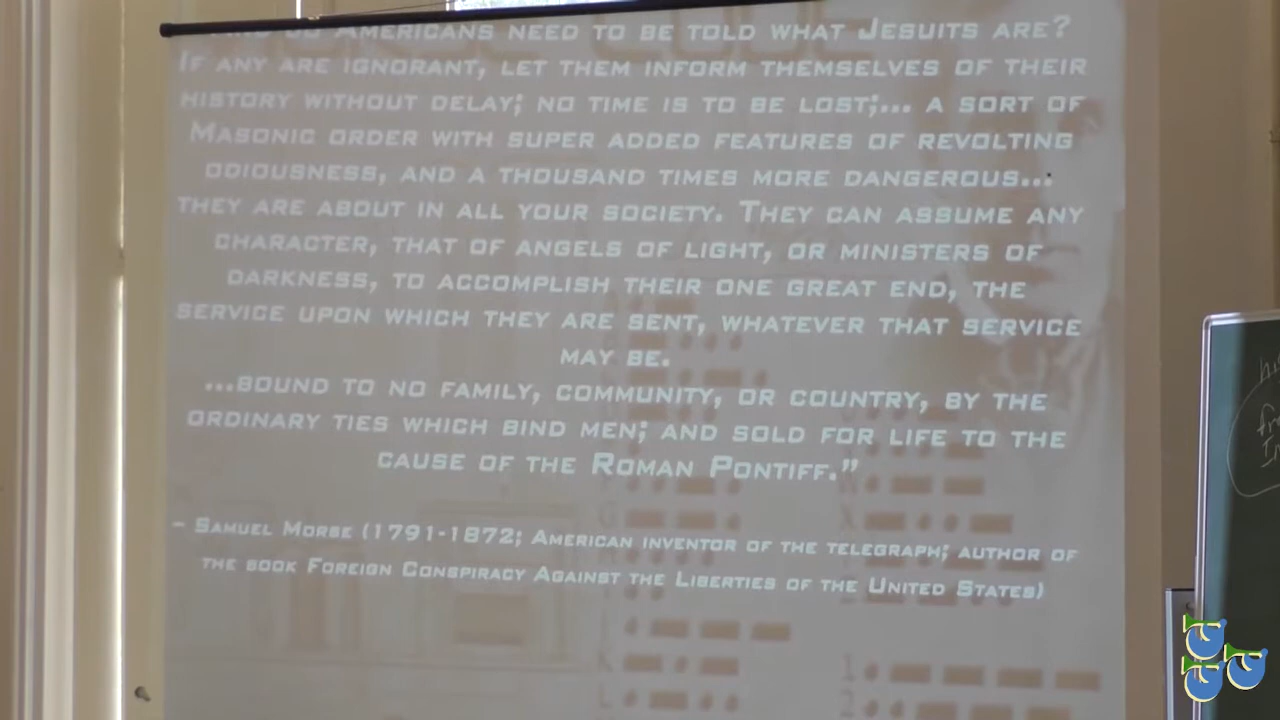 AMERICANS NEED TO BE TOLD WHAT JESUITS ARE?
IF ANY ARE IGNORANT, LET THEM INFORM THEMSELVES OF THEIR
HISTORY WITHOUT DELAY; NO TIME IS TO BE LOST;... A SORT OF
MASONIC ORDER WITH SUPER ADDED FEATURES OF REVOLTING
ODIOUSNESS, AND A THOUSAND TIMES MORE DANGEROUS...
THEY ARE ABOUT IN ALL YOUR SOCIETY. THEY CAN ASSUME ANY
CHARACTER, THAT OF ANGELS OF LIGHT, OR MINISTERS OF
DARKNESS, TO ACCOMPLISH THEIR ONE GREAT END, THE
SERVICE UPON WHICH THEY ARE SENT, WHATEVER THAT SERVICE
MAY BE.
...BOUND TO NO FAMILY, COMMUNITY, OR COUNTRY, BY THE
ORDINARY TIES WHICH BIND MEN; AND SOLD FOR LIFE TO THE
CAUSE OF THE ROMAN PONTIFF."
- SAMUEL MORSE (1791-1872; AMERICAN INVENTOR OF THE TELEGRAPH; AUTHOR OF
THE BOOK FOREIGN CONSPIRACY AGAINST THE LIBERTIES OF THE UNITED STATES)
K
L
1
2